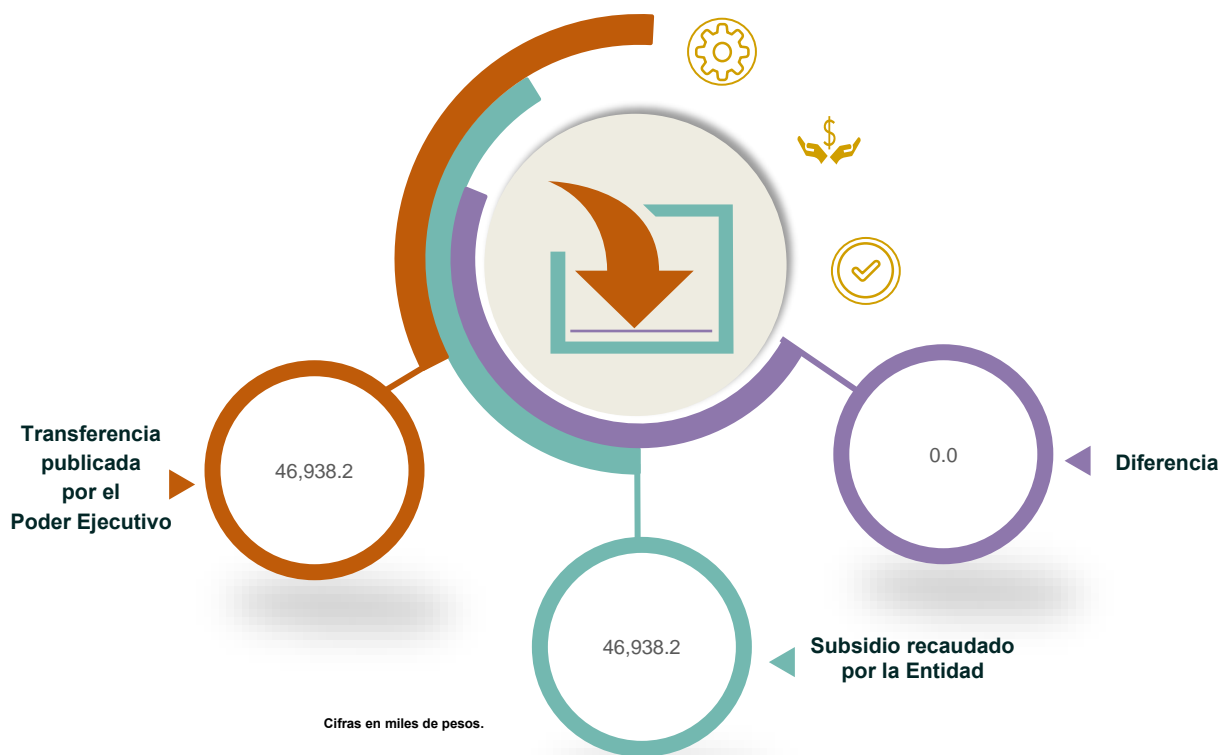 $
Transferencia
publicada
por el
Poder Ejecutivo
46,938.2
0.0
Diferencia
46,938.2
Subsidio recaudado
por la Entidad
Cifras en miles de pesos.